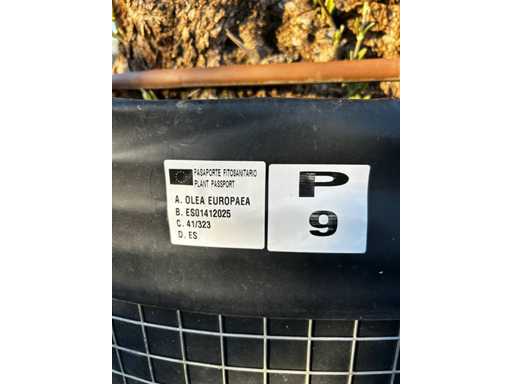 PASAPORTE FITOSANITARIO
PLANT PASSPORT
A. OLEA EUROPAEA
B. ES01412025
C. 41/323
D. ES.
P
9